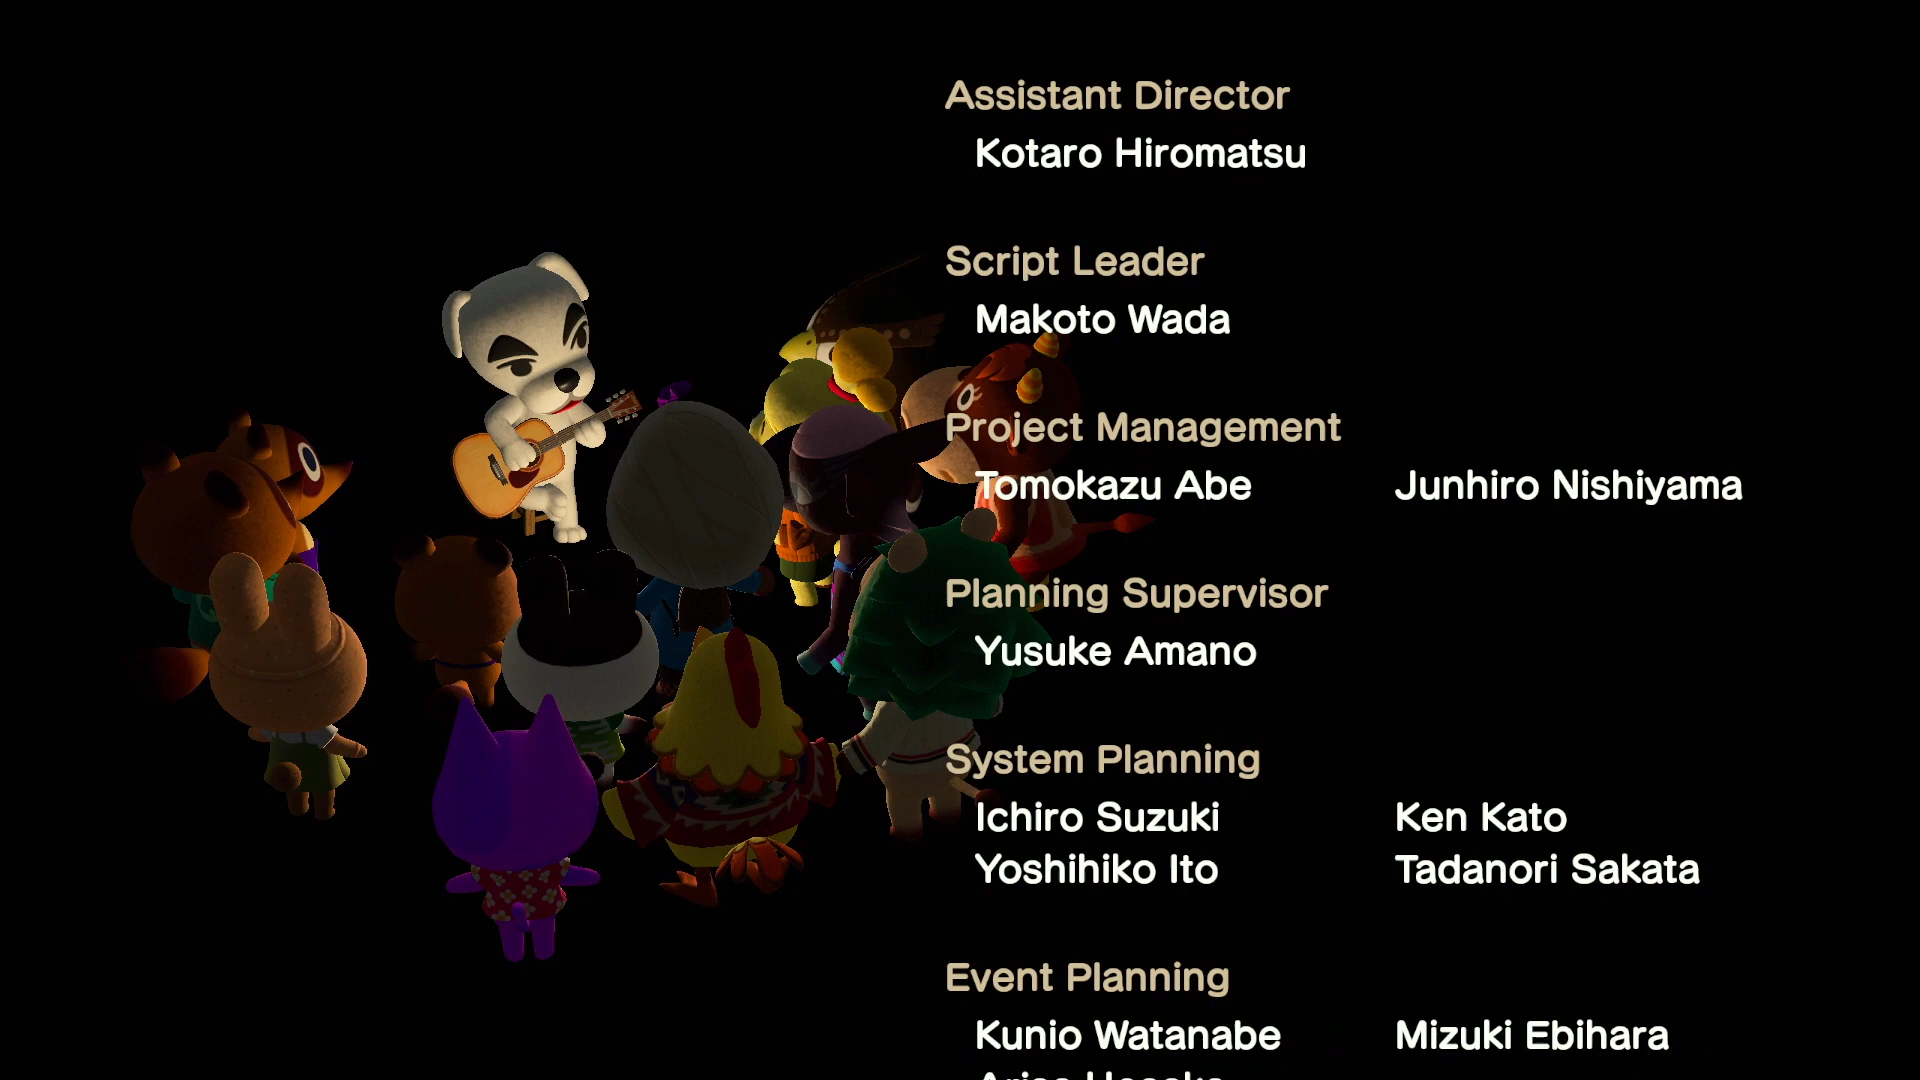 Assistant Director
Kotaro Hiromatsu
Script Leader
Makoto Wada
Project Management
Tomokazu Abe Junhiro Nishiyama
Planning Supervisor
Yusuke Amano
System Planning
Ichiro Suzuki Ken Kato
Yoshihiko Ito Tadanori Sakata
Event Planning
Kunio Watanabe Mizuki Ebihara